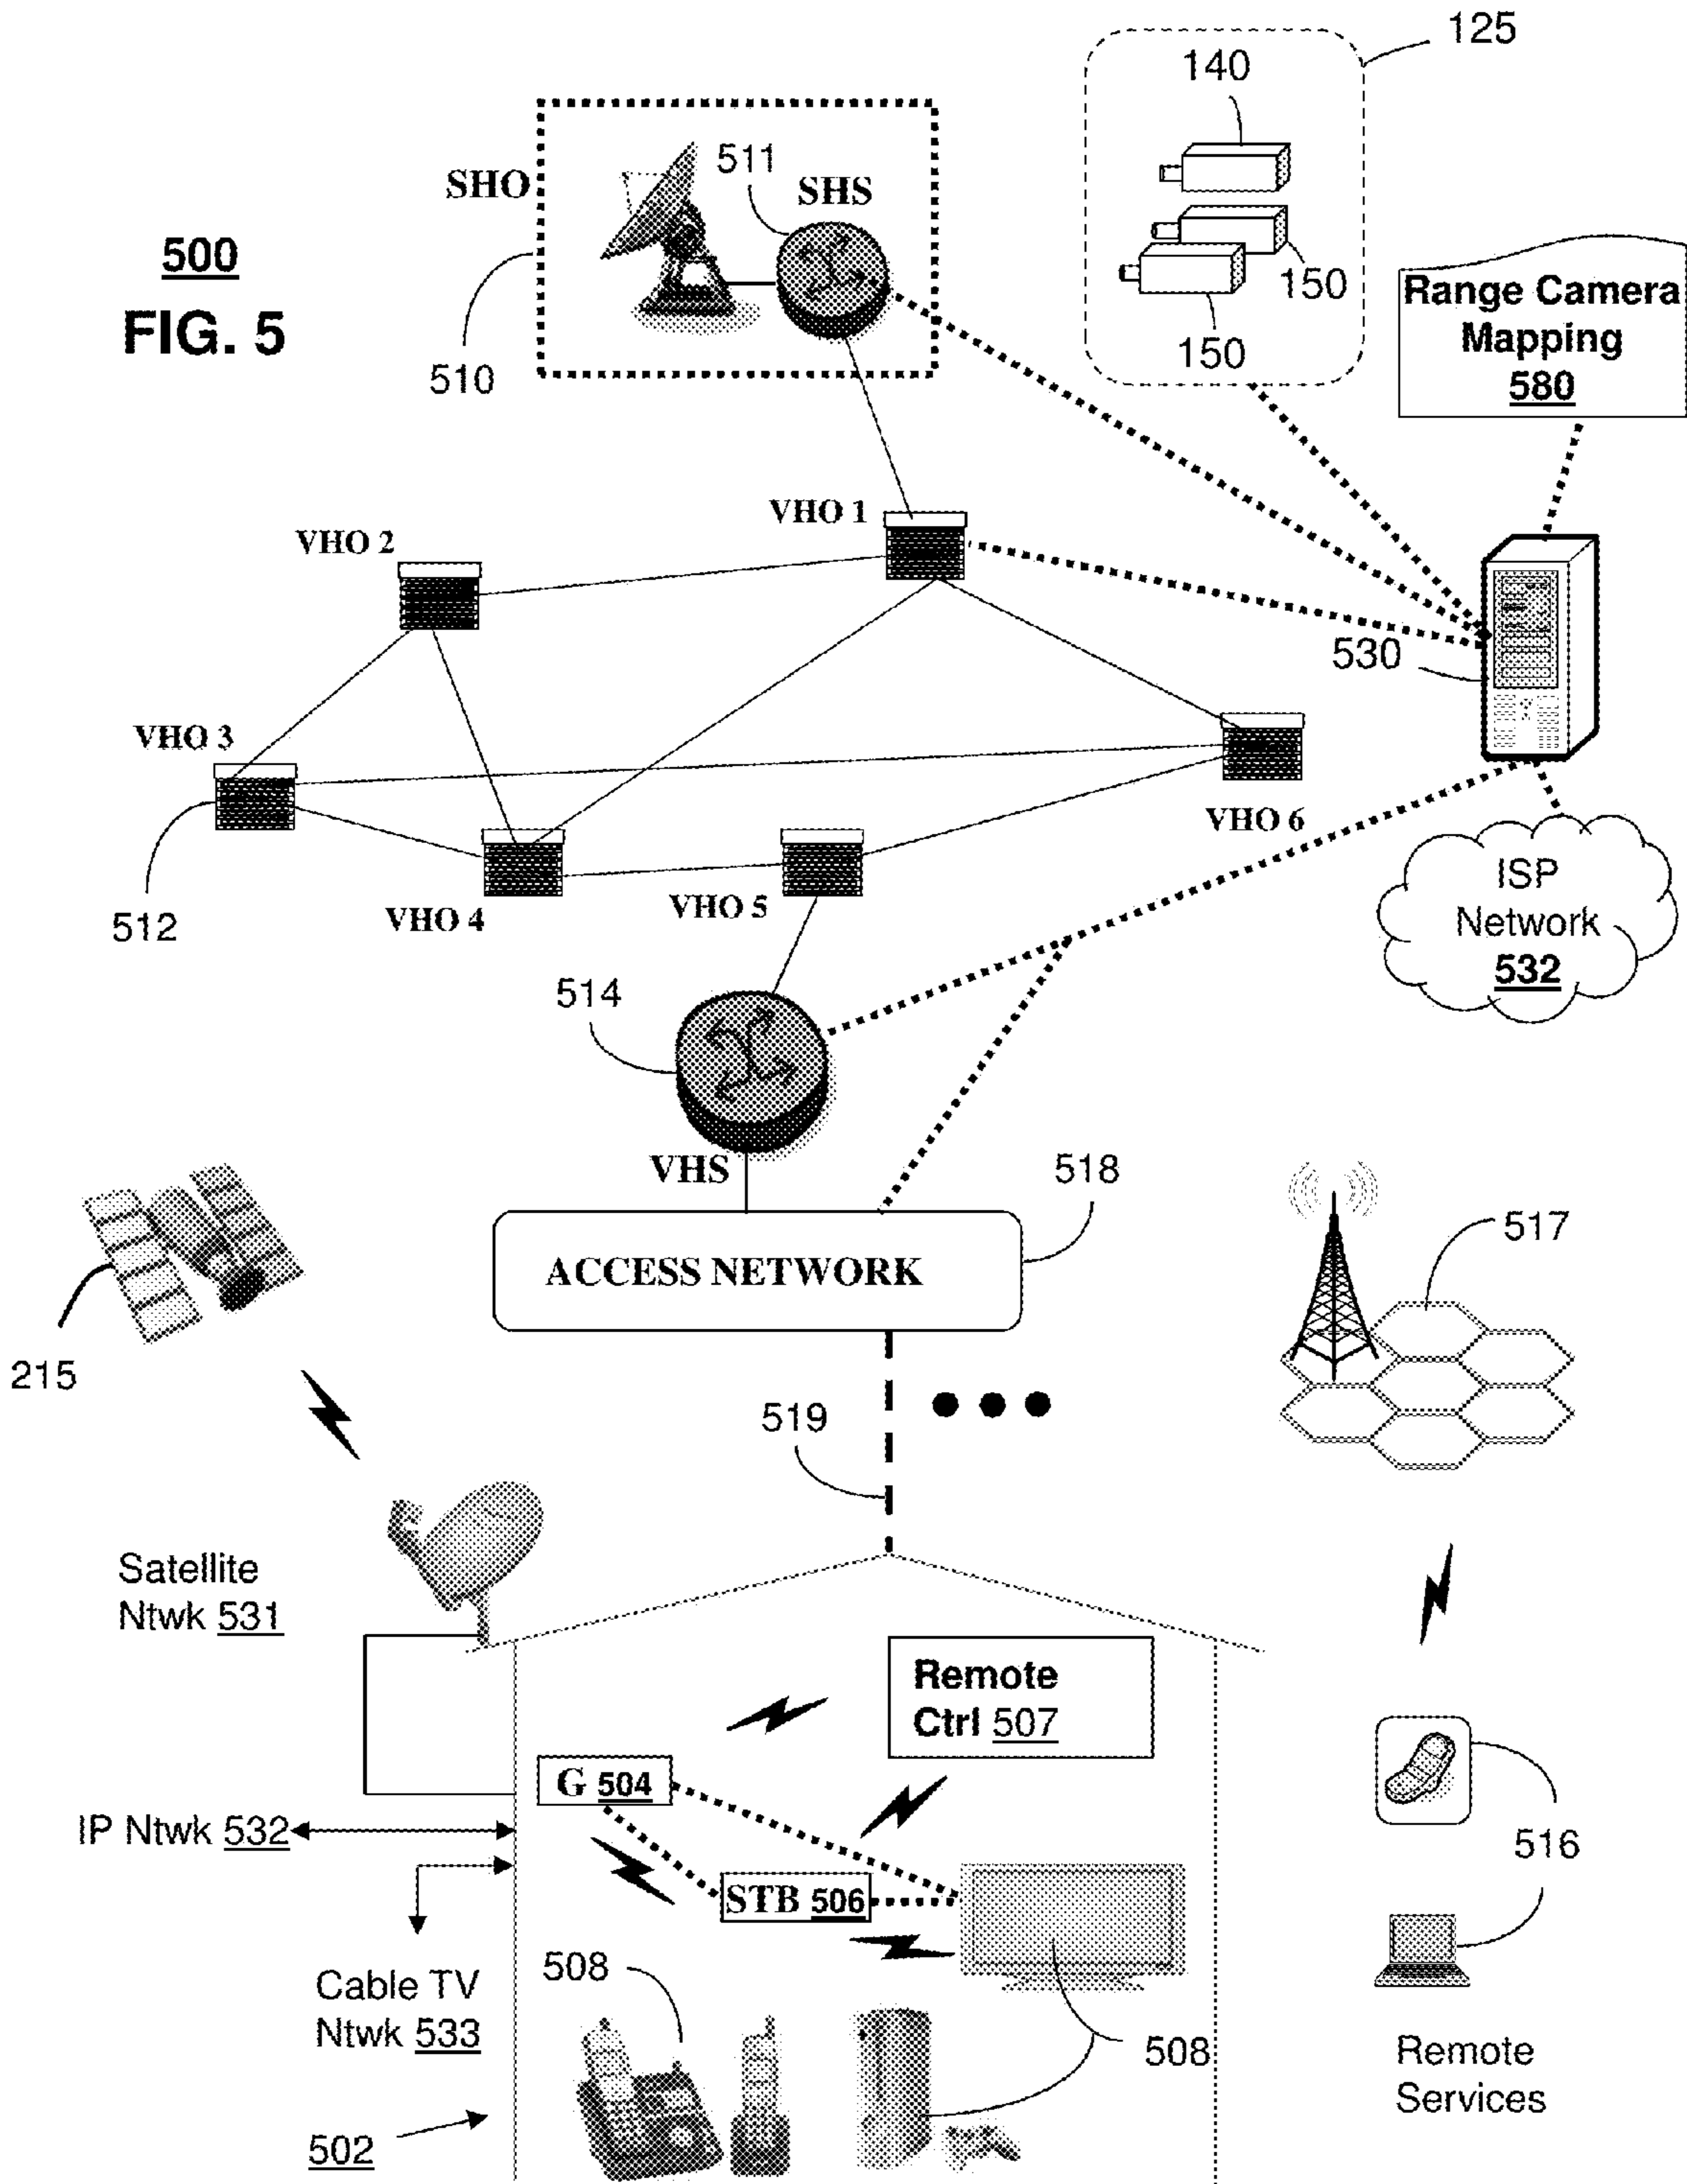 125
140
150
150
SHO
511
SHS
510
500
FIG. 5
Range Camera
Mapping
580
VHO 1
VHO 2
530
VHO 3
VHO 6
512
VHO 4
VHO 5
ISP
Network
532
514
VHS
518
ACCESS NETWORK
517
215
519
Satellite
Ntwk 531
Remote
Ctrl 507
G 504
IP Ntwk 532
STB 506
516
Cable TV
Ntwk 533
508
508
Remote
Services
502